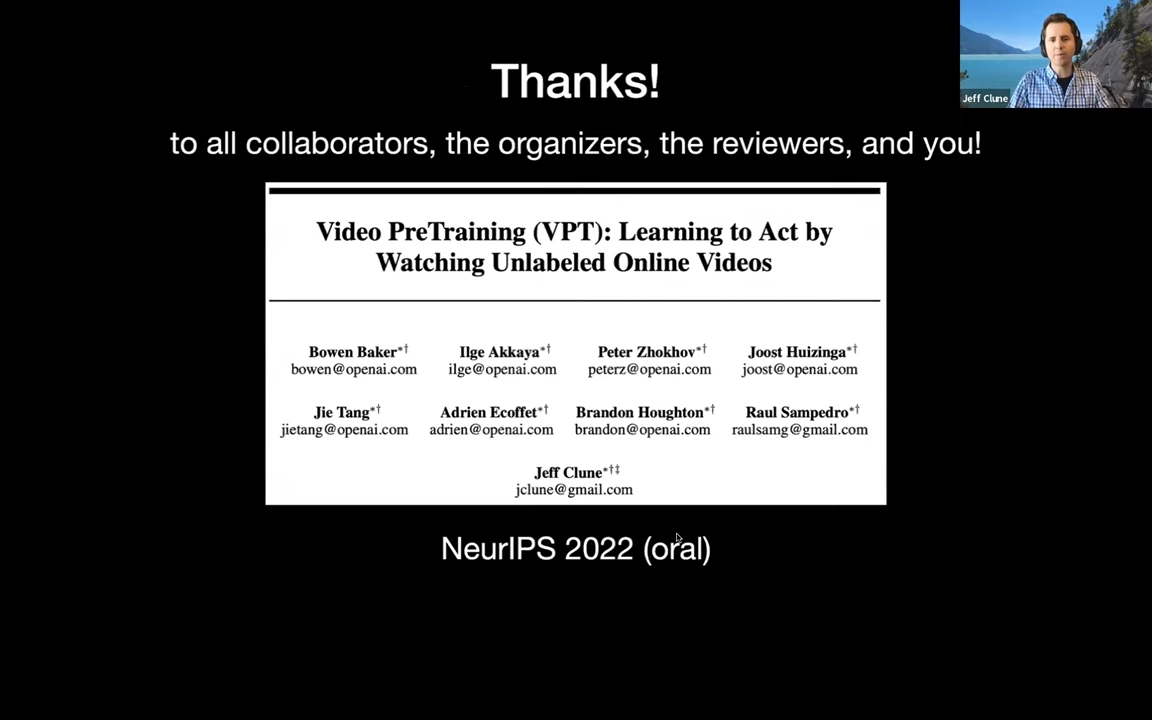 Thanks!
to all collaborators, the organizers, the reviewers, and you!
Video PreTraining (VPT): Learning to Act by
Watching Unlabeled Online Videos
Bowen Baker*† Ilge Akkaya*† Peter Zhokhov*† Joost Huizinga*†
bowen@openai.com ilge@openai.com peterz@openai.com joost@openai.com
Jie Tang*† Adrien Ecoffet*† Brandon Houghton*† Raul Sampedro*†
jietang@openai.com adrien@openai.com brandon@openai.com raulsamg@gmail.com
Jeff Clune*†‡
jclune@gmail.com
NeurIPS 2022 (oral)
Jeff Clune